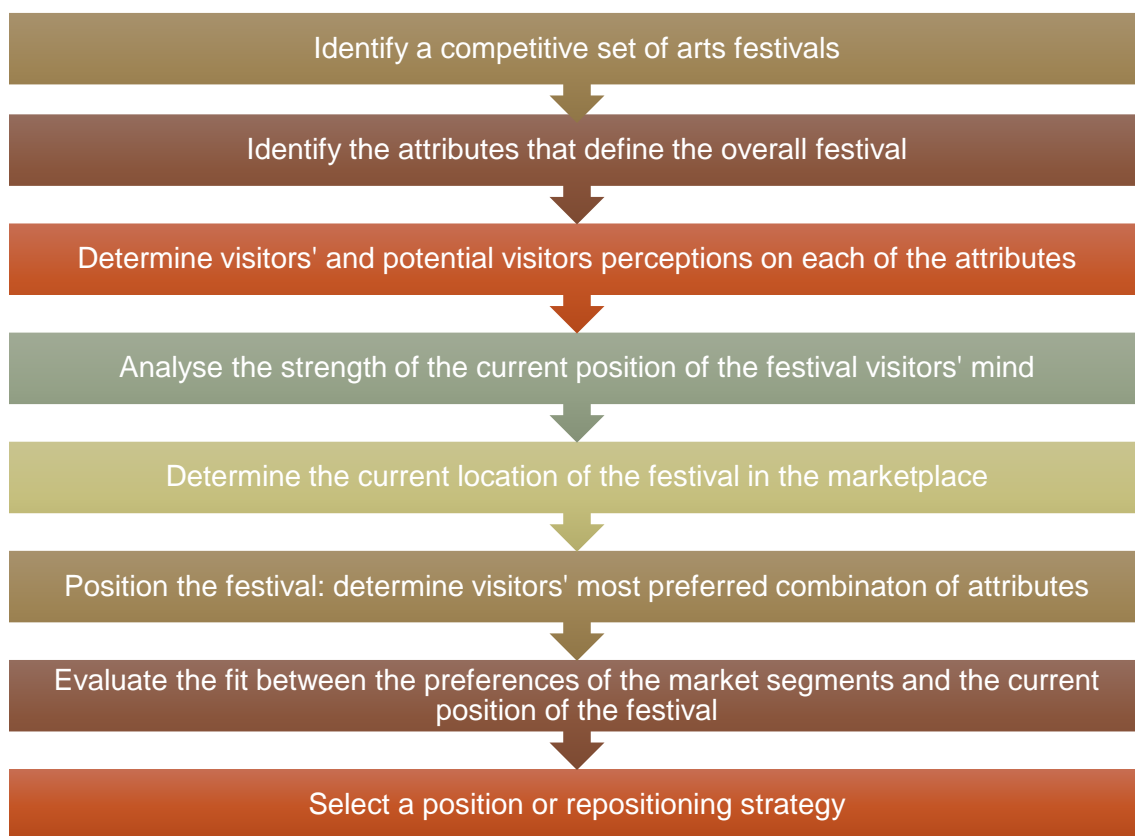 Identify a competitive set of arts festivals
Identify the attributes that define the overall festival
Determine visitors' and potential visitors perceptions on each of the attributes
Analyse the strength of the current position of the festival visitors' mind
Determine the current location of the festival in the marketplace
Position the festival: determine visitors' most preferred combinaton of attributes
Evaluate the fit between the preferences of the market segments and the current
position of the festival
Select a position or repositioning strategy